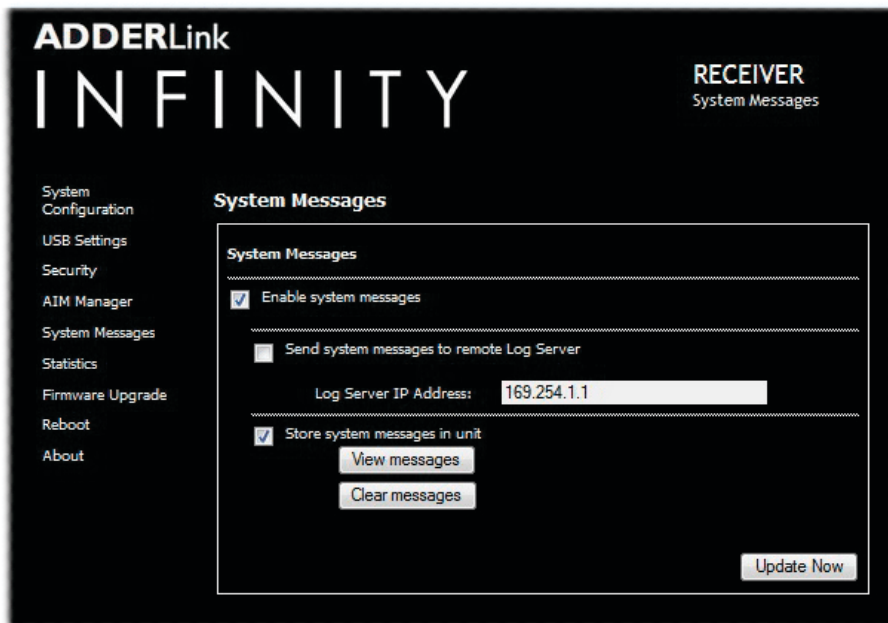 ADDERLink
INFINITY
RECEIVER
System Messages
System
Configuration
USB Settings
Security
AIM Manager
System Messages
Statistics
Firmware Upgrade
Reboot
About
System Messages
System Messages
Enable system messages
Send system messages to remote Log Server
Log Server IP Address: 169.254.1.1
Store system messages in unit
View messages
Clear messages
Update Now